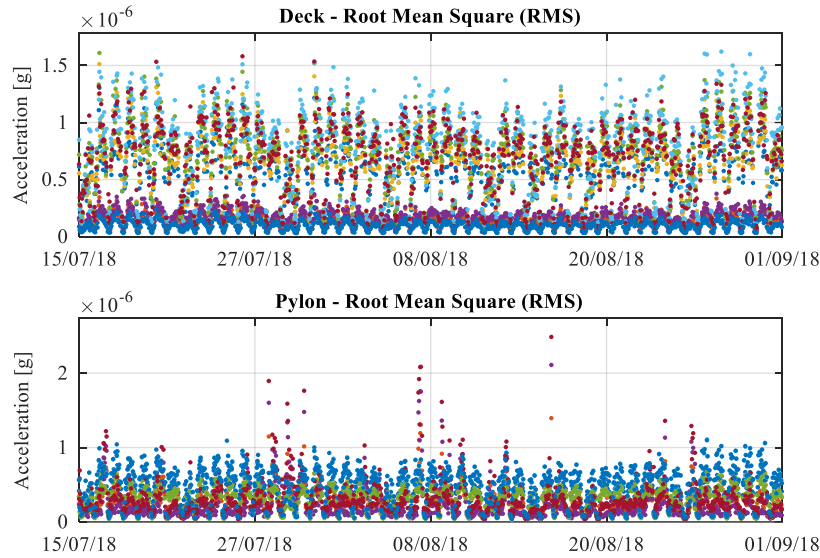 ×10⁻⁶
Deck - Root Mean Square (RMS)
Acceleration [g]
1.5
1
0.5
0
15/07/18 27/07/18 08/08/18 20/08/18 01/09/18
×10⁻⁶
Pylon - Root Mean Square (RMS)
Acceleration [g]
2
1
0
15/07/18 27/07/18 08/08/18 20/08/18 01/09/18